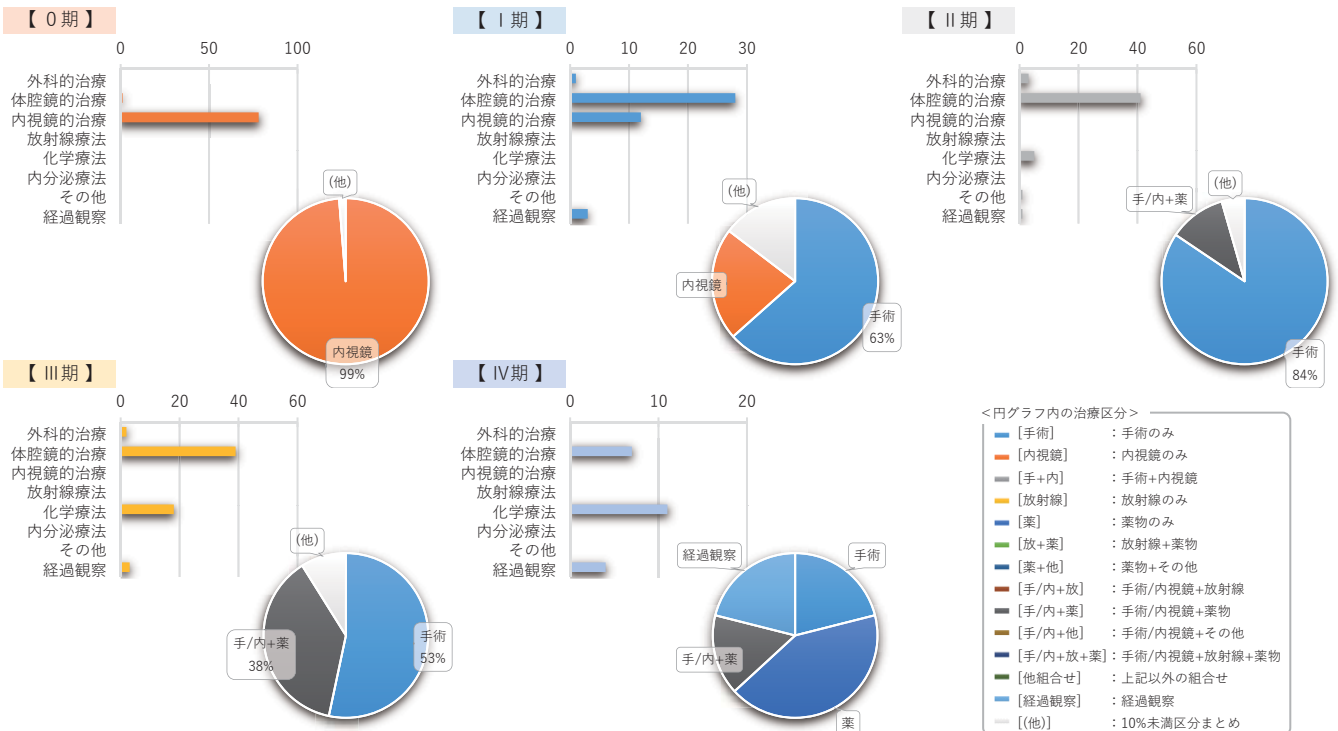 【 0期 】
0 50 100
外科的治療
体腔鏡的治療
内視鏡的治療
放射線療法
化学療法
内分泌療法
その他
経過観察
(他)
内視鏡
99%
【 I期 】
0 10 20 30
外科的治療
体腔鏡的治療
内視鏡的治療
放射線療法
化学療法
内分泌療法
その他
経過観察
(他)
内視鏡
手術
63%
【 II期 】
0 20 40 60
外科的治療
体腔鏡的治療
内視鏡的治療
放射線療法
化学療法
内分泌療法
その他
経過観察
(他)
手/内+薬
手術
84%
【 III期 】
0 20 40 60
外科的治療
体腔鏡的治療
内視鏡的治療
放射線療法
化学療法
内分泌療法
その他
経過観察
(他)
手/内+薬
38%
手術
53%
【 IV期 】
0 10 20
外科的治療
体腔鏡的治療
内視鏡的治療
放射線療法
化学療法
内分泌療法
その他
経過観察
経過観察
手術
手/内+薬
薬
＜円グラフ内の治療区分＞
[手術] ：手術のみ
[内視鏡] ：内視鏡のみ
[手+内] ：手術+内視鏡
[放射線] ：放射線のみ
[薬] ：薬物のみ
[放+薬] ：放射線+薬物
[薬+他] ：薬物+その他
[手/内+放] ：手術/内視鏡+放射線
[手/内+薬] ：手術/内視鏡+薬物
[手/内+他] ：手術/内視鏡+その他
[手/内+放+薬]：手術/内視鏡+放射線+薬物
[他組合せ] ：上記以外の組合せ
[経過観察] ：経過観察
[(他)] ：10%未満区分まとめ